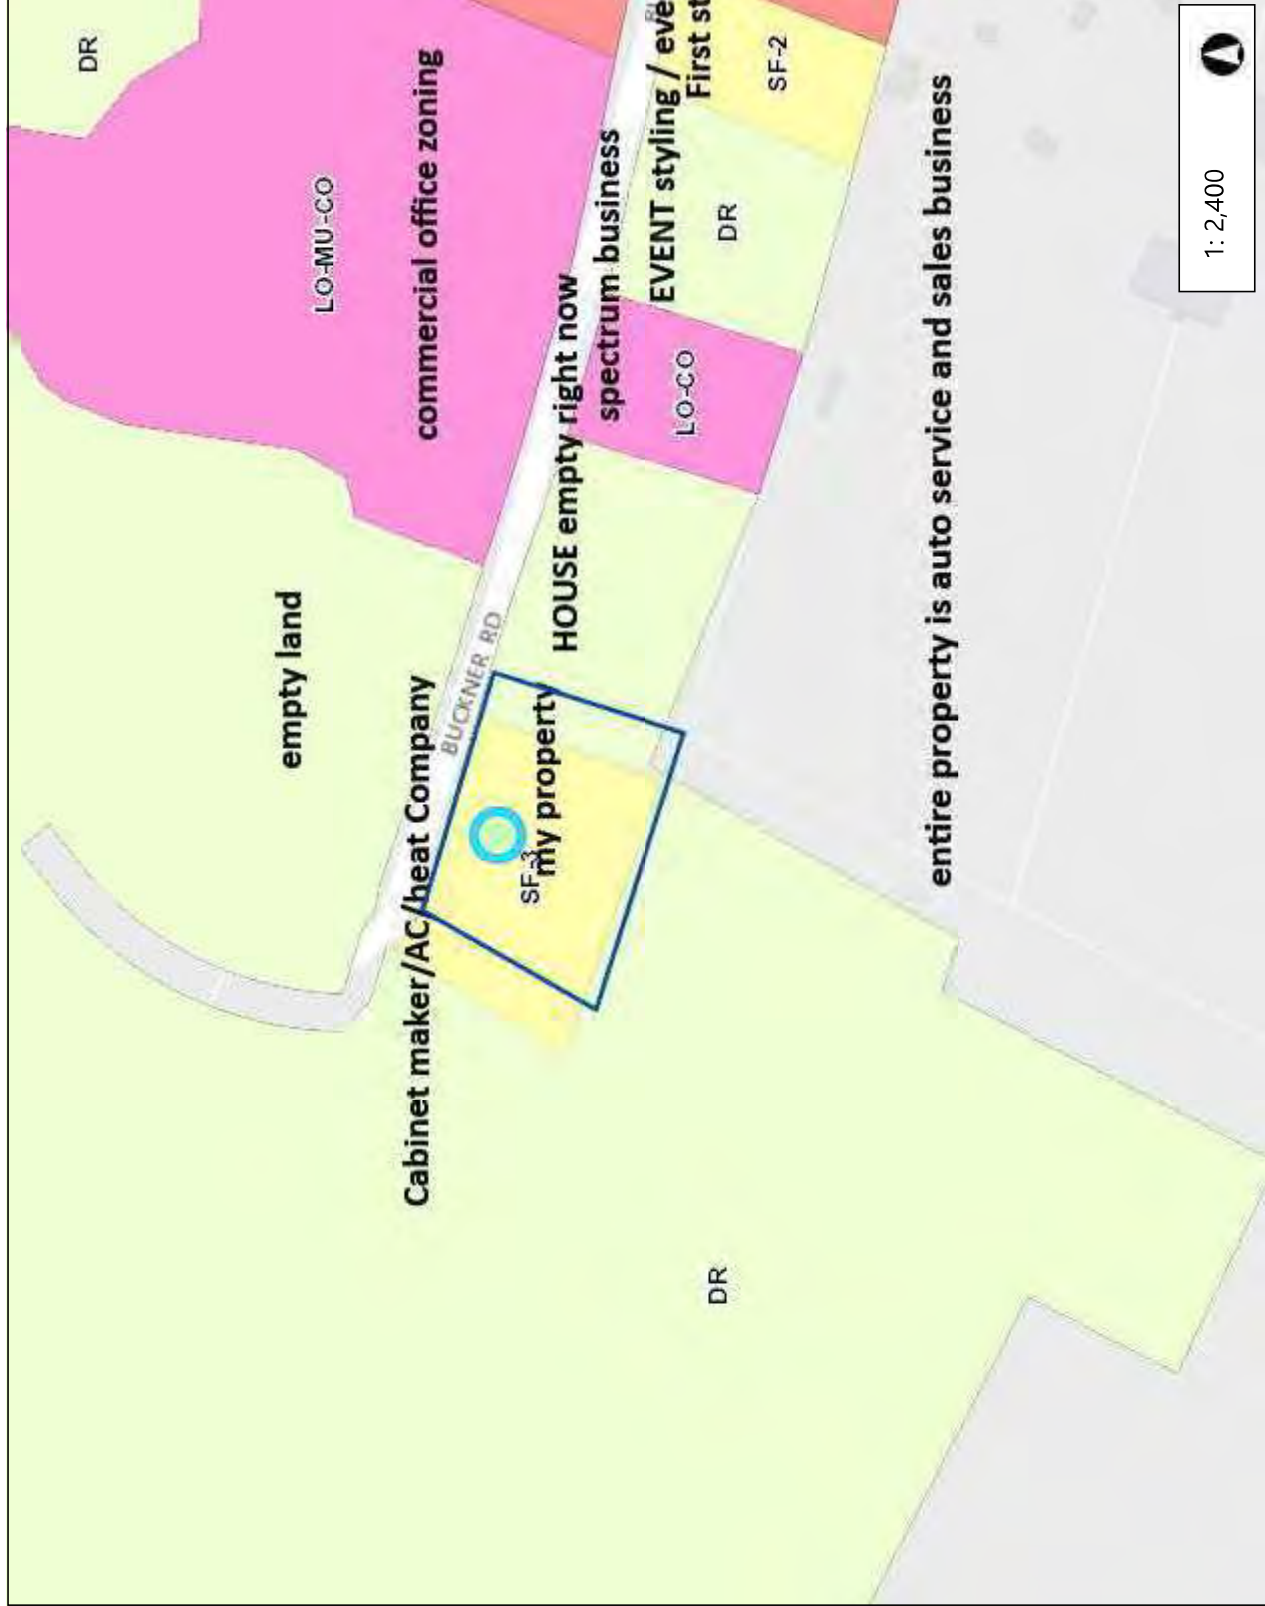 DR
empty land
LO-MU-CO
Cabinet maker/AC/heat Company
commercial office zoning
BUCKNER RD
SF-3
my property
HOUSE empty right now
spectrum business
EVENT styling / eve
First st
LO-CO
DR
DR
SF-2
entire property is auto service and sales business
1: 2,400